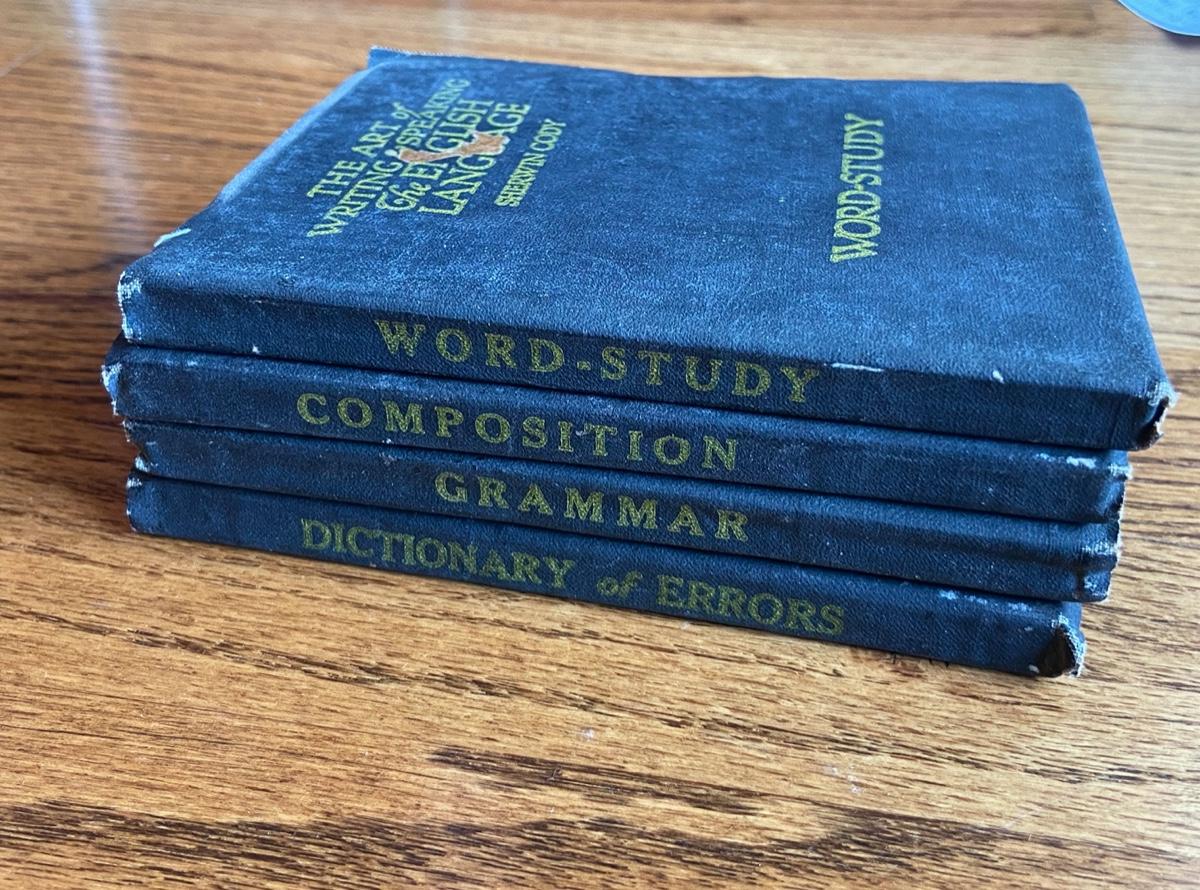 THE ART of
WRITING & SPEAKING
The ENGLISH
LANGUAGE
SHERWIN CODY
WORD-STUDY
WORD-STUDY
COMPOSITION
GRAMMAR
DICTIONARY of ERRORS